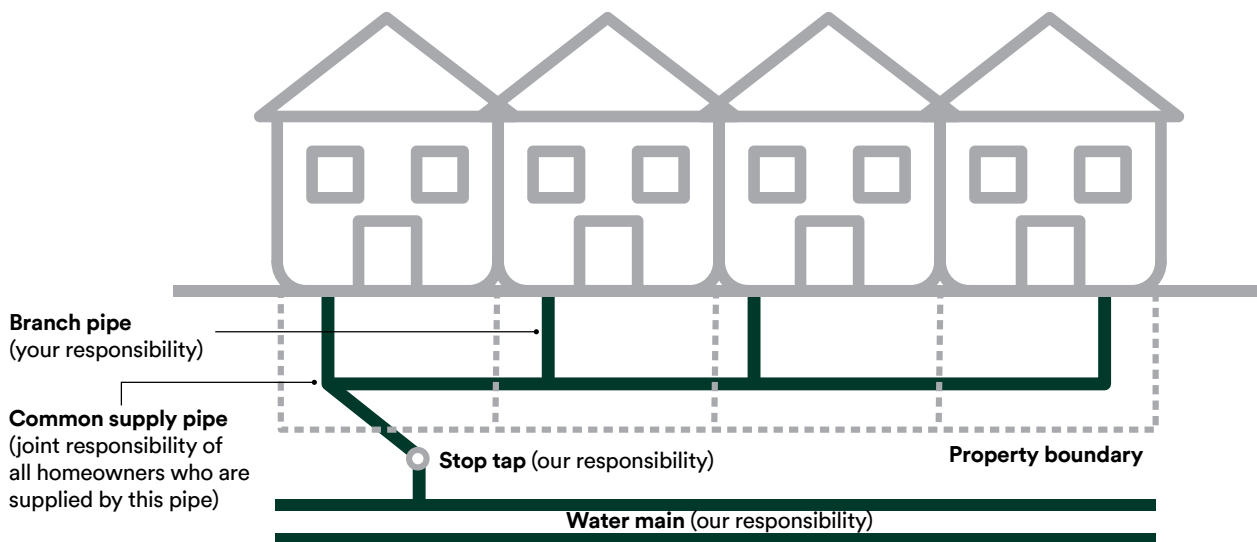 Branch pipe
(your responsibility)
Common supply pipe
(joint responsibility of
all homeowners who are
supplied by this pipe)
Stop tap (our responsibility)
Property boundary
Water main (our responsibility)